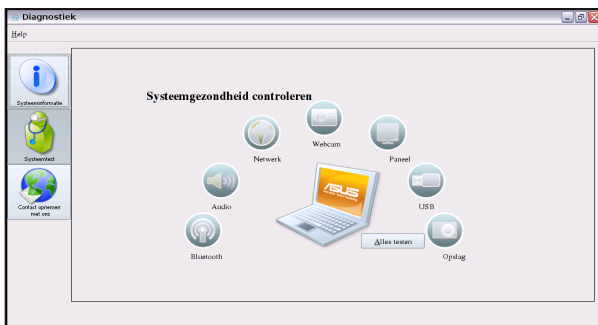 Diagnostiek
Help
Systeeminformatie
Systeemtest
Contact opnemen
met ons
Systeemgezondheid controleren
Webcam
Netwerk
Paneel
Audio
USB
Bluetooth
Opslag
ASUS
Alles testen